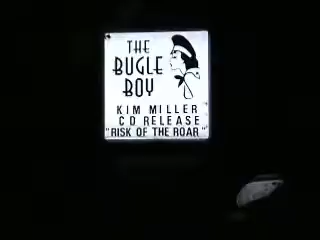 THE
BUGLE
BOY
KIM MILLER
CD RELEASE
"RISK OF THE ROAR"